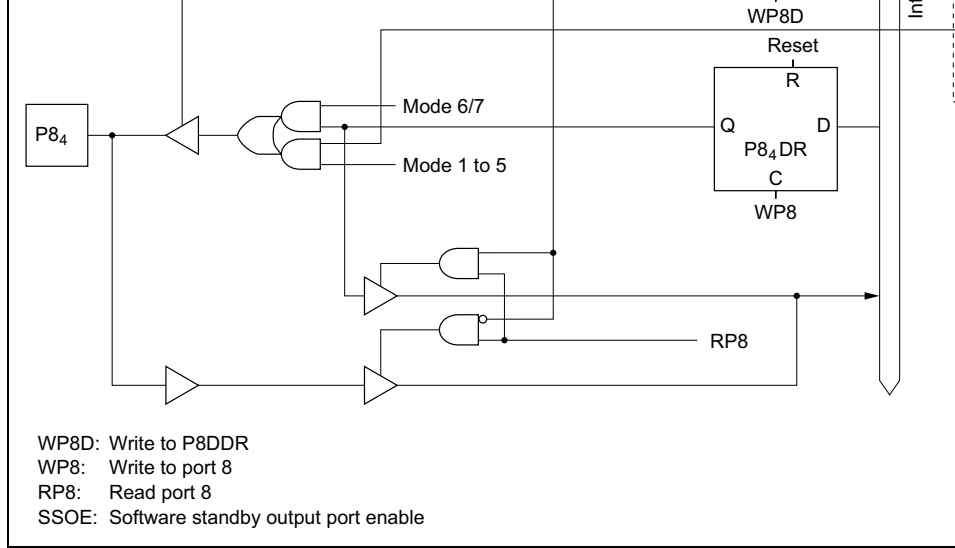 WP8D
Int
Reset
R
Mode 6/7
P8₄
Q D
P8₄DR
Mode 1 to 5
C
WP8
RP8
WP8D: Write to P8DDR
WP8: Write to port 8
RP8: Read port 8
SSOE: Software standby output port enable